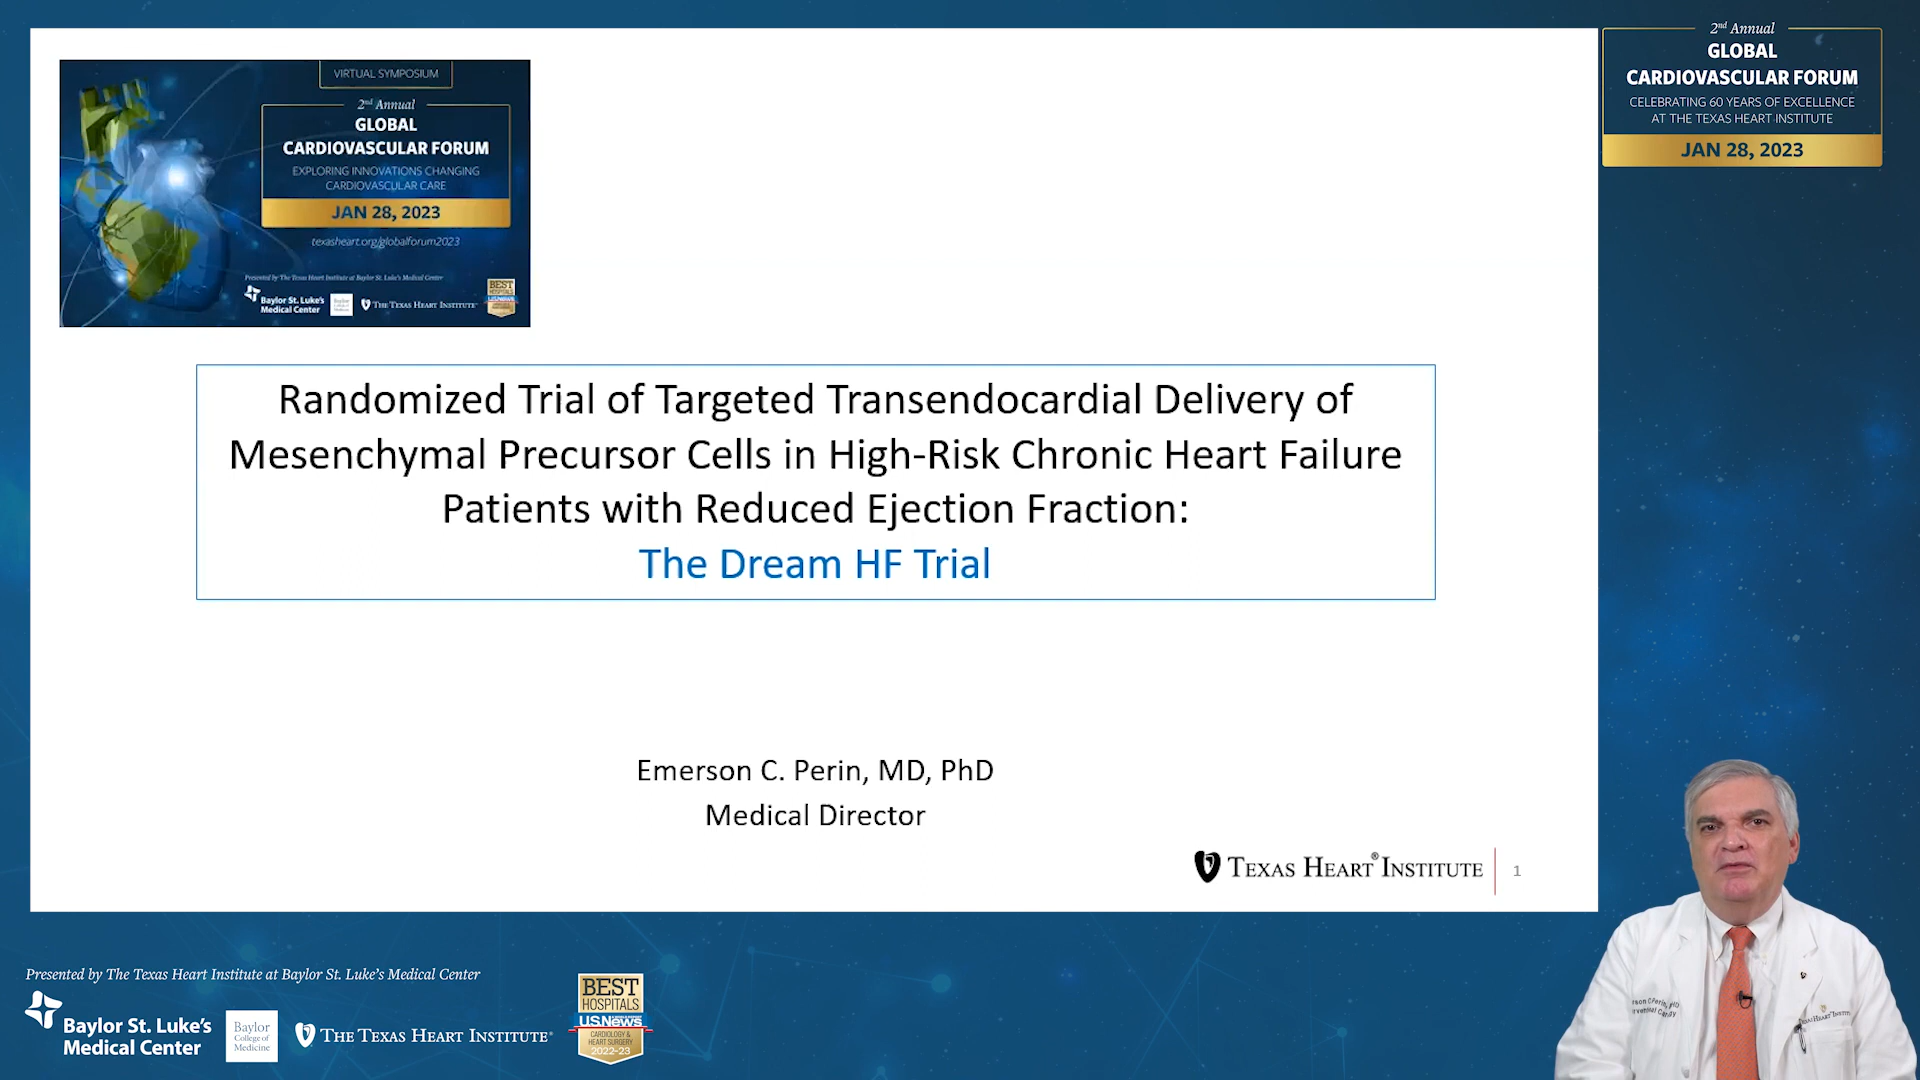 VIRTUAL SYMPOSIUM
2nd Annual
GLOBAL
CARDIOVASCULAR FORUM
EXPLORING INNOVATIONS CHANGING
CARDIOVASCULAR CARE
JAN 28, 2023
texasheart.org/globalforum2023
Presented by The Texas Heart Institute at Baylor St. Luke's Medical Center
Baylor St. Luke's
Medical Center
THE TEXAS HEART INSTITUTE
BEST
HOSPITALS
U.S.News
2nd Annual
GLOBAL
CARDIOVASCULAR FORUM
CELEBRATING 60 YEARS OF EXCELLENCE
AT THE TEXAS HEART INSTITUTE
JAN 28, 2023
Randomized Trial of Targeted Transendocardial Delivery of
Mesenchymal Precursor Cells in High-Risk Chronic Heart Failure
Patients with Reduced Ejection Fraction:
The Dream HF Trial
Emerson C. Perin, MD, PhD
Medical Director
TEXAS HEART® INSTITUTE
1
Presented by The Texas Heart Institute at Baylor St. Luke's Medical Center
Baylor St. Luke's
Medical Center
Baylor
College of
Medicine
THE TEXAS HEART INSTITUTE®
BEST
HOSPITALS
U.S.News
CARDIOLOGY &
HEART SURGERY
2022-23